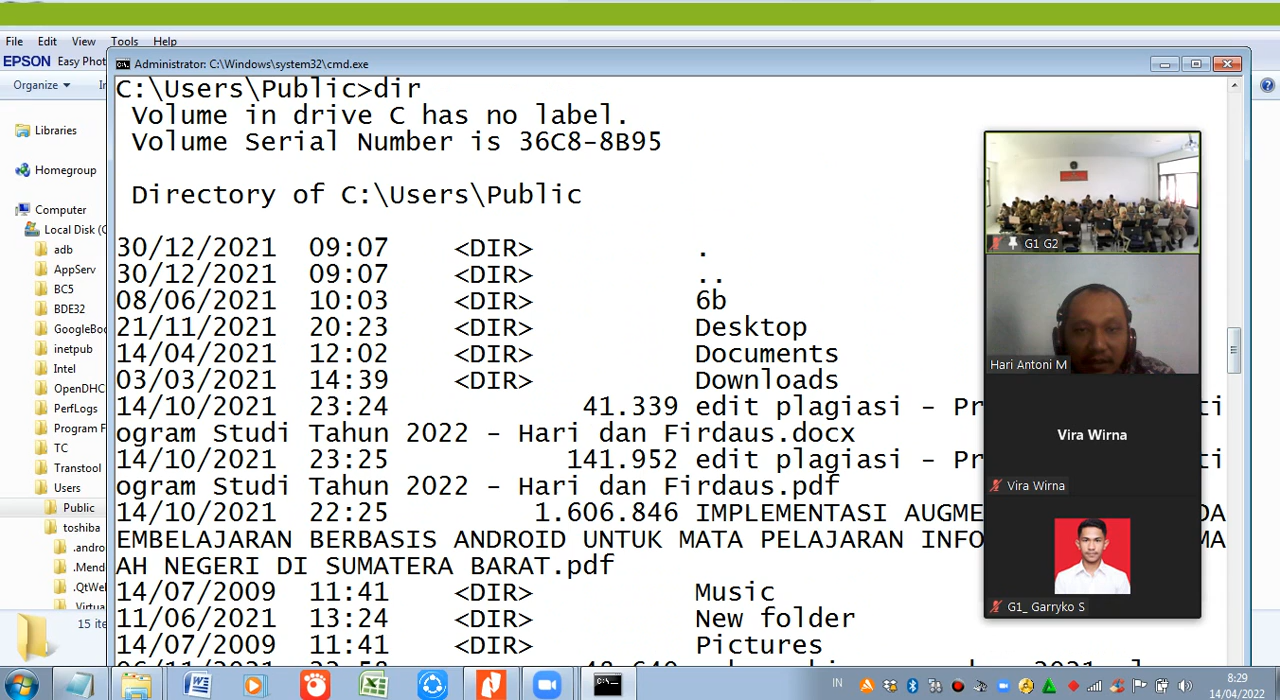 File Edit View Tools Help
EPSON Easy Phot
Administrator: C:\Windows\system32\cmd.exe
Organize
Libraries
Homegroup
Computer
Local Disk (C
adb
AppServ
BC5
BDE32
GoogleBoo
inetpub
Intel
OpenDHC
PerfLogs
Program F
TC
Transtool
Users
Public
toshiba
.andro
.Mend
.QtWel
.Virtua
15 ite
C:\Users\Public>dir
Volume in drive C has no label.
Volume Serial Number is 36C8-8B95
Directory of C:\Users\Public
30/12/2021 09:07 <DIR> .
30/12/2021 09:07 <DIR> ..
08/06/2021 10:03 <DIR> 6b
21/11/2021 20:23 <DIR> Desktop
14/04/2021 12:02 <DIR> Documents
03/03/2021 14:39 <DIR> Downloads
14/10/2021 23:24 41.339 edit plagiasi - Pr ti
ogram Studi Tahun 2022 - Hari dan Firdaus.docx
14/10/2021 23:25 141.952 edit plagiasi - Pr ti
ogram Studi Tahun 2022 - Hari dan Firdaus.pdf
14/10/2021 22:25 1.606.846 IMPLEMENTASI AUGME DA
EMBELAJARAN BERBASIS ANDROID UNTUK MATA PELAJARAN INFO MA
AH NEGERI DI SUMATERA BARAT.pdf
14/07/2009 11:41 <DIR> Music
11/06/2021 13:24 <DIR> New folder
14/07/2009 11:41 <DIR> Pictures
G1 G2
Hari Antoni M
Vira Wirna
Vira Wirna
G1_ Garryko S
IN
8:29
14/04/2022